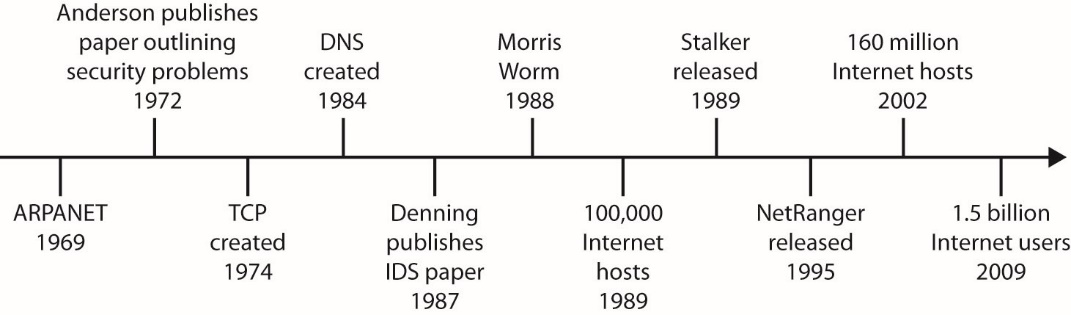 Anderson publishes
paper outlining
security problems
1972
DNS
created
1984
Morris
Worm
1988
Stalker
released
1989
160 million
Internet hosts
2002
ARPANET
1969
TCP
created
1974
Denning
publishes
IDS paper
1987
100,000
Internet
hosts
1989
NetRanger
released
1995
1.5 billion
Internet users
2009